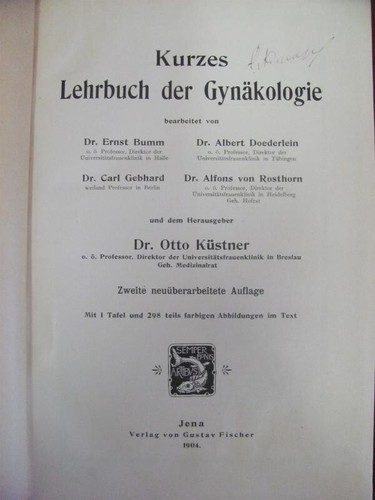 Kurzes
Lehrbuch der Gynäkologie
bearbeitet von
Dr. Ernst Bumm
o. ö Professor, Direktor der
Universitätsfrauenklinik in Halle
Dr. Albert Doederlein
o. ö. Professor, Direktor der
Universitätsfrauenklinik in Tübingen
Dr. Carl Gebhard
weiland Professor in Berlin
Dr. Alfons von Rosthorn
o. ö. Professor, Direktor der
Universitätsfrauenklinik in Heidelberg
Geh. Hofrat
und dem Herausgeber
Dr. Otto Küstner
o. ö. Professor, Direktor der Universitätsfrauenklinik in Breslau
Geh. Medizinalrat
Zweite neuüberarbeitete Auflage
Mit 1 Tafel und 298 teils farbigen Abbildungen im Text
SEMPER
BONIS
ARTIBVS
Jena
Verlag von Gustav Fischer
1904.